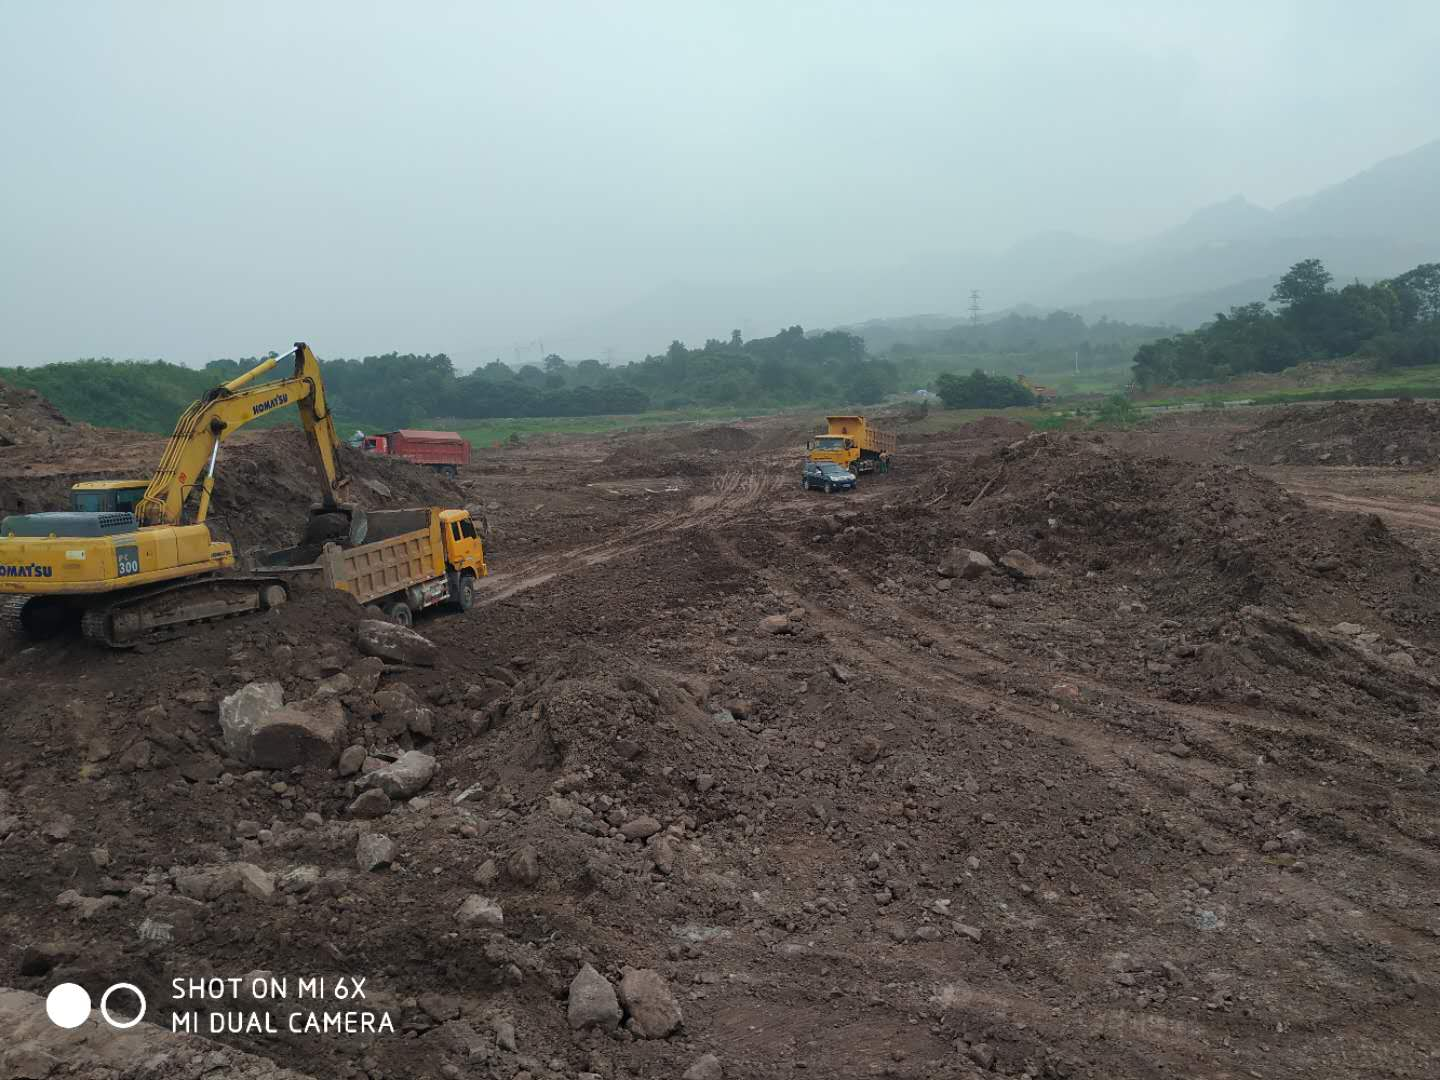 KOMATSU
KOMATSU
PC
300
SHOT ON MI 6X
MI DUAL CAMERA